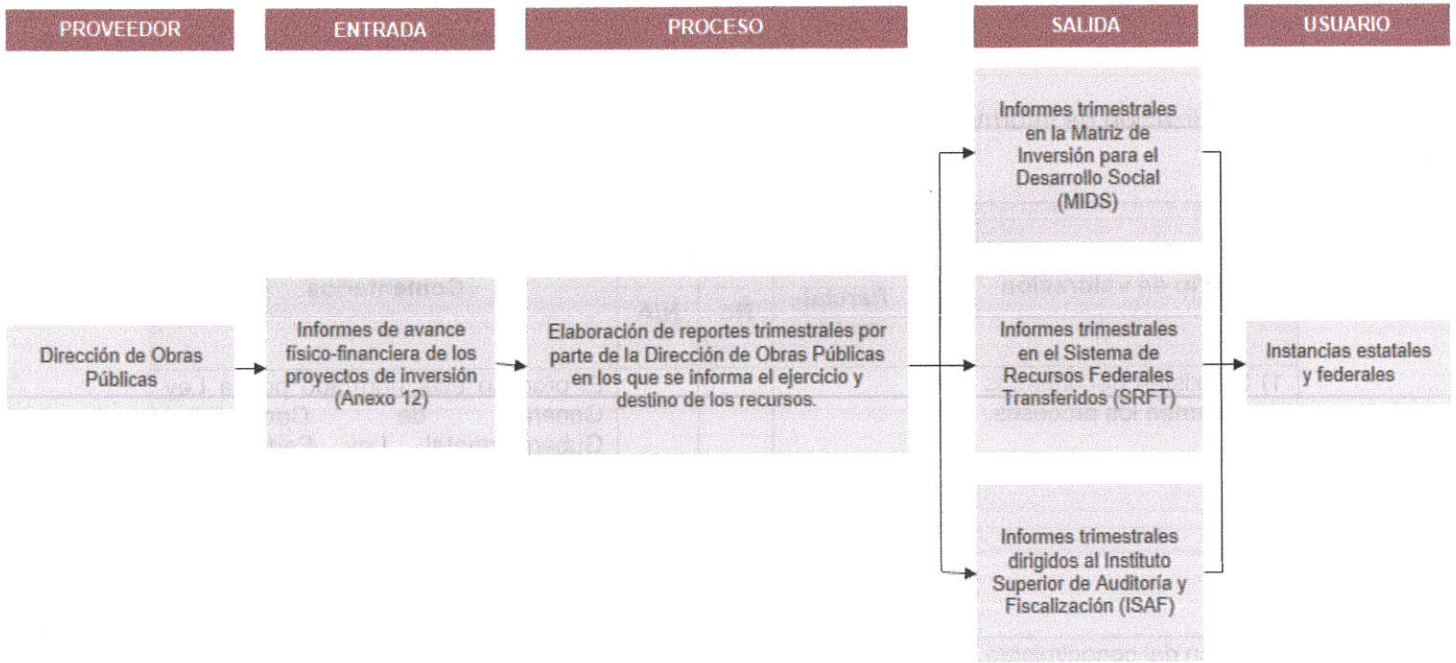 PROVEEDOR
ENTRADA
PROCESO
SALIDA
USUARIO
Dirección de Obras
Públicas
Informes de avance
físico-financiera de los
proyectos de inversión
(Anexo 12)
Elaboración de reportes trimestrales por
parte de la Dirección de Obras Públicas
en los que se informa el ejercicio y
destino de los recursos.
Informes trimestrales
en la Matriz de
Inversión para el
Desarrollo Social
(MIDS)
Informes trimestrales
en el Sistema de
Recursos Federales
Transferidos (SRFT)
Informes trimestrales
dirigidos al Instituto
Superior de Auditoría y
Fiscalización (ISAF)
Instancias estatales
y federales